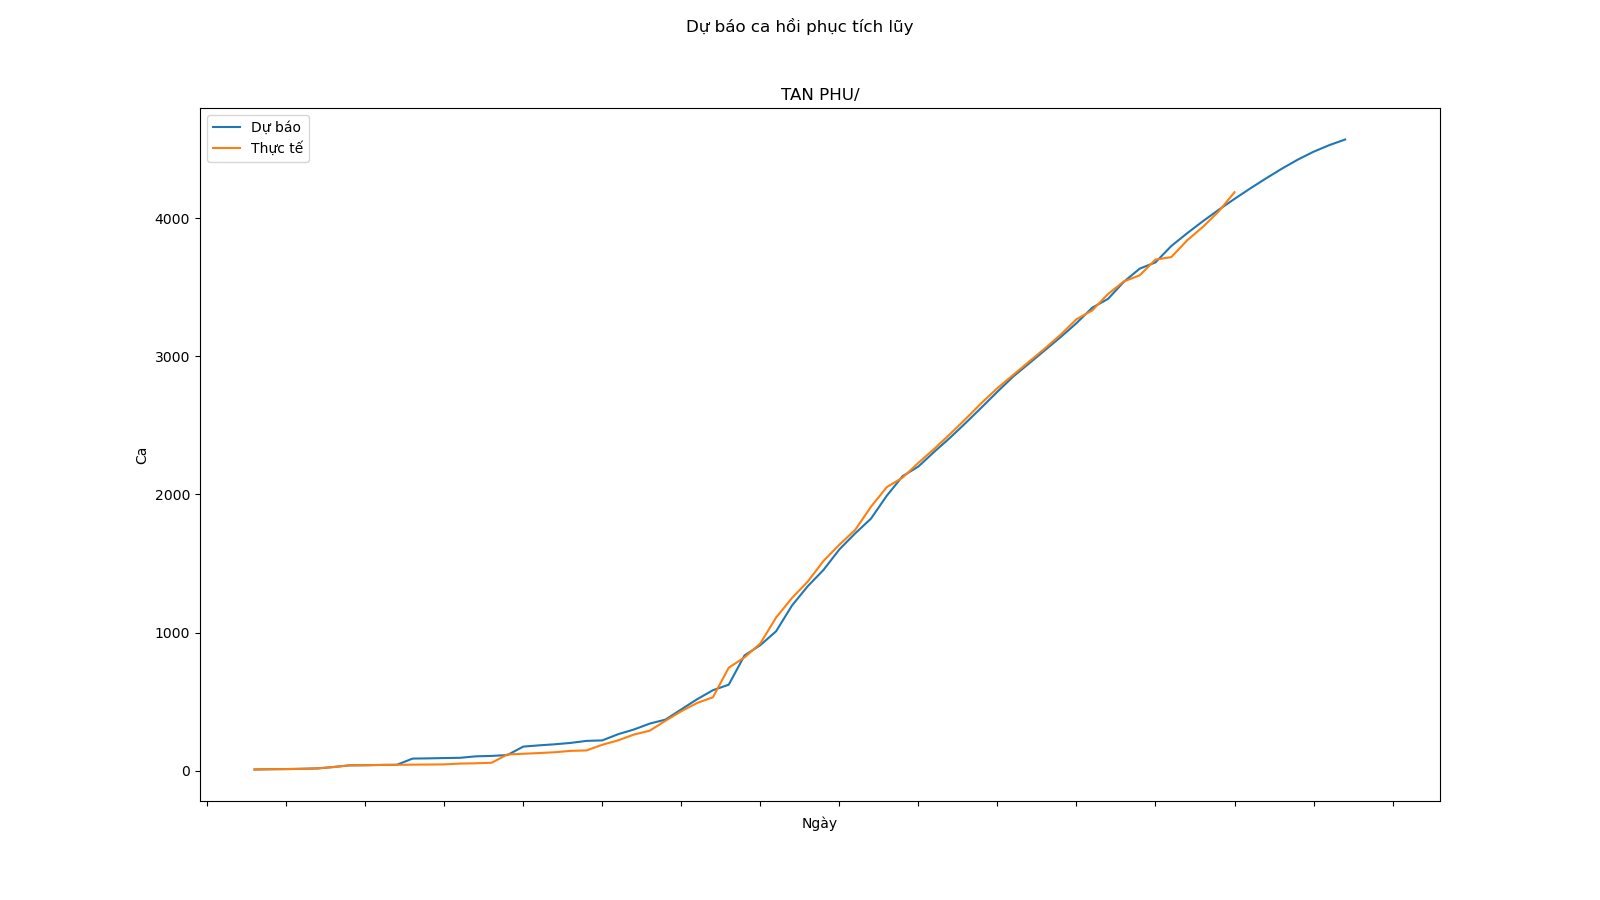 Dự báo ca hồi phục tích lũy
TAN PHU/
Dự báo
Thực tế
4000
3000
2000
1000
0
Ca
Ngày